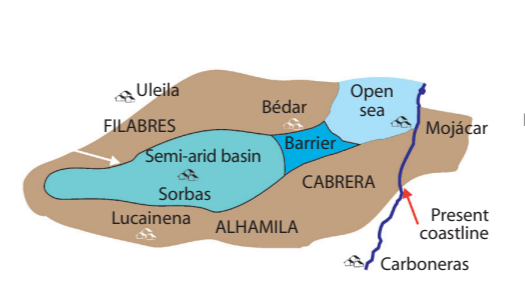 Uleila
Open
sea
Bédar
FILABRES
Mojácar
Barrier
Semi-arid basin
CABRERA
Sorbas
Lucainena
ALHAMILA
Present
coastline
Carboneras